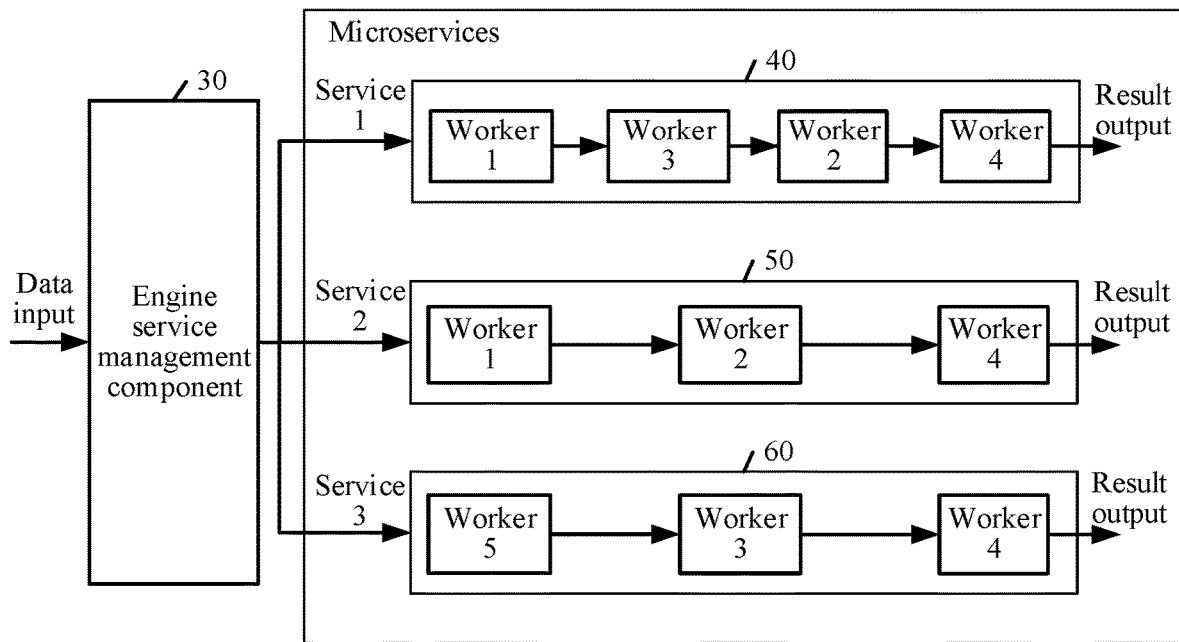 Microservices
30
Data
input
Engine
service
management
component
Service
1
40
Worker
1
Worker
3
Worker
2
Worker
4
Result
output
Service
2
50
Worker
1
Worker
2
Worker
4
Result
output
Service
3
60
Worker
5
Worker
3
Worker
4
Result
output